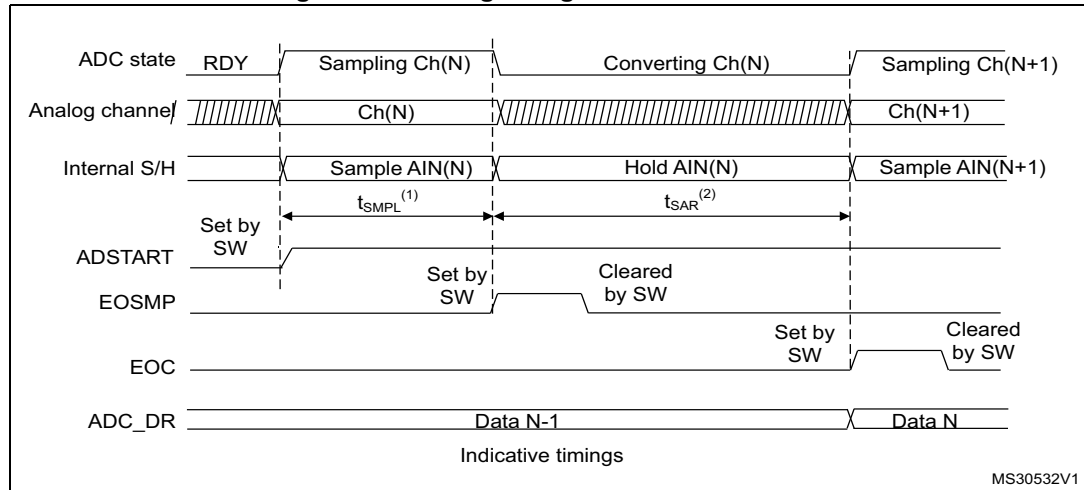 ADC state RDY Sampling Ch(N) Converting Ch(N) Sampling Ch(N+1)
Analog channel Ch(N) Ch(N+1)
Internal S/H Sample AIN(N) Hold AIN(N) Sample AIN(N+1)
tSMPL(1) tSAR(2)
Set by
SW
ADSTART
Set by
SW
Cleared
by SW
EOSMP
Set by
SW
Cleared
by SW
EOC
ADC_DR Data N-1 Data N
Indicative timings
MS30532V1